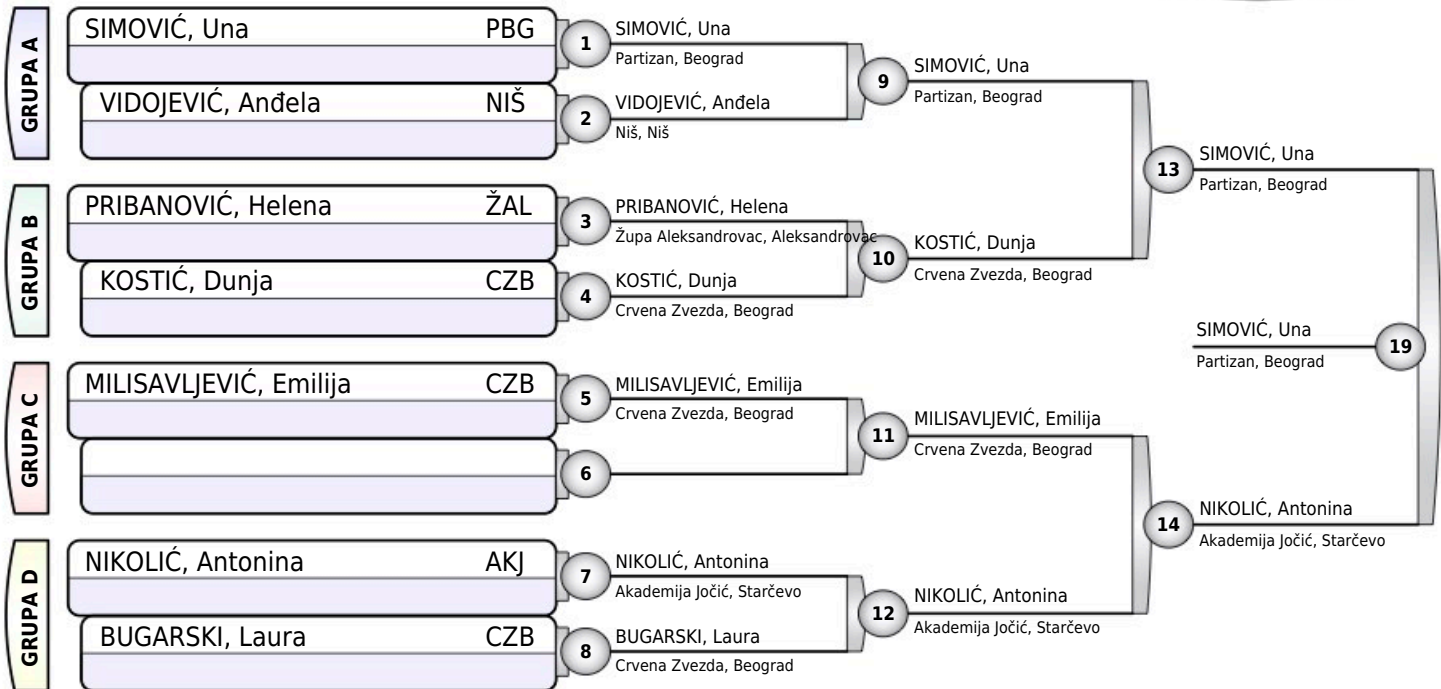 GRUPA A
SIMOVIĆ, Una PBG
VIDOJEVIĆ, Anđela NIŠ
GRUPA B
PRIBANOVIĆ, Helena ŽAL
KOSTIĆ, Dunja CZB
GRUPA C
MILISAVLJEVIĆ, Emilija CZB
GRUPA D
NIKOLIĆ, Antonina AKJ
BUGARSKI, Laura CZB
1
SIMOVIĆ, Una
Partizan, Beograd
2
VIDOJEVIĆ, Anđela
Niš, Niš
3
PRIBANOVIĆ, Helena
Župa Aleksandrovac, Aleksandrovac
4
KOSTIĆ, Dunja
Crvena Zvezda, Beograd
5
MILISAVLJEVIĆ, Emilija
Crvena Zvezda, Beograd
6
7
NIKOLIĆ, Antonina
Akademija Jočić, Starčevo
8
BUGARSKI, Laura
Crvena Zvezda, Beograd
9
SIMOVIĆ, Una
Partizan, Beograd
10
KOSTIĆ, Dunja
Crvena Zvezda, Beograd
11
MILISAVLJEVIĆ, Emilija
Crvena Zvezda, Beograd
12
NIKOLIĆ, Antonina
Akademija Jočić, Starčevo
13
SIMOVIĆ, Una
Partizan, Beograd
14
NIKOLIĆ, Antonina
Akademija Jočić, Starčevo
SIMOVIĆ, Una
Partizan, Beograd
19